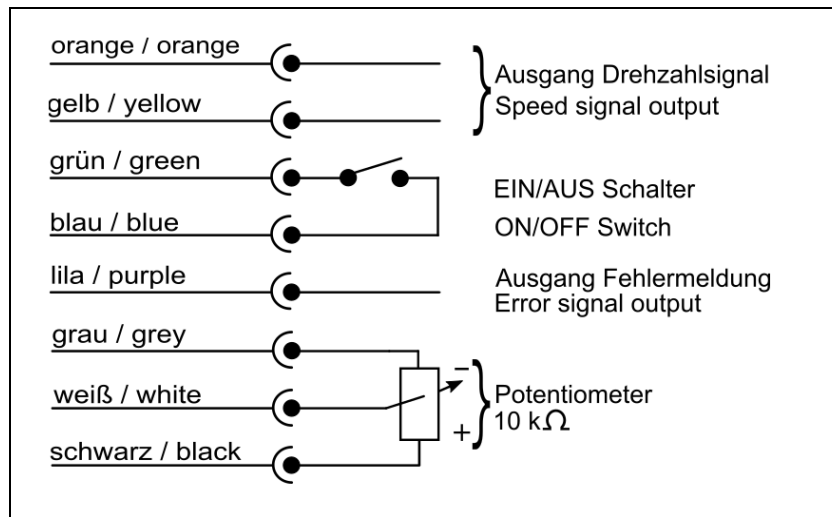 orange / orange
gelb / yellow
Ausgang Drehzahlsignal
Speed signal output
grün / green
blau / blue
EIN/AUS Schalter
ON/OFF Switch
lila / purple
Ausgang Fehlermeldung
Error signal output
grau / grey
weiß / white
schwarz / black
−
+
Potentiometer
10 kΩ